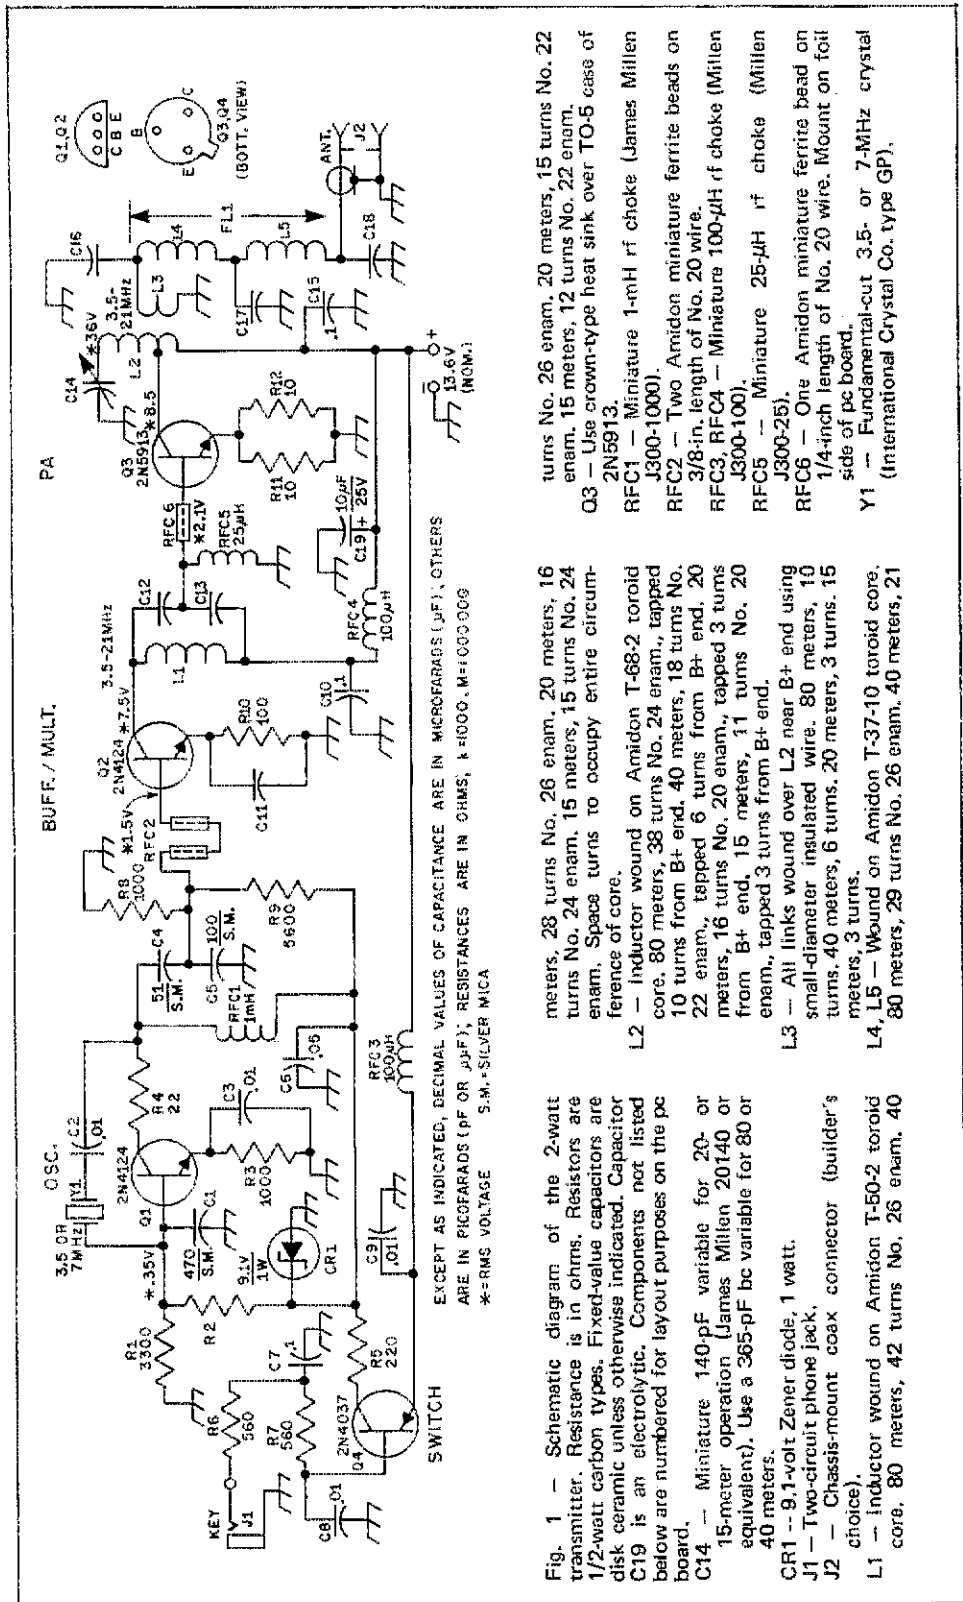 OSC.
BUFF. / MULT.
PA
3.5 OR
7MHz
Y1
C2
.01
R4
22
2N4124
Q1
*.35V
R1
3300
470
S.M.
C1
R2
R3
1000
C3
.01
9.1V
1W
CR1
KEY
J1
R6
560
R7
560
C7
.1
C8
.01
2N4037
Q4
R5
220
SWITCH
C9
.01
RFC3
100µH
C6
.05
RFC1
1mH
51
S.M.
C4
C5
100
S.M.
R8
1000
R9
5600
*1.5V
RFC2
Q2
2N4124
*7.5V
3.5-21MHz
L1
C12
C13
R10
100
C11
C10
.1
RFC4
100µH
RFC6
*2.1V
RFC5
25µH
C19
10µF
25V
Q3
2N5913
*8.5
R11
10
R12
10
C14
*36V
L2
3.5-
21MHz
L3
C16
L4
FL1
L5
C17
C15
.1
C18
ANT.
J2
13.6V
(NOM.)
Q1,Q2
C B E
B
E
C
Q3,Q4
(BOTT. VIEW)
EXCEPT AS INDICATED, DECIMAL VALUES OF CAPACITANCE ARE IN MICROFARADS (µF); OTHERS
ARE IN PICOFARADS (pF OR µµF); RESISTANCES ARE IN OHMS; k=1000, M=1000000
*=RMS VOLTAGE S.M.=SILVER MICA
Fig. 1 — Schematic diagram of the 2-watt
transmitter. Resistance is in ohms. Resistors are
1/2-watt carbon types. Fixed-value capacitors are
disk ceramic unless otherwise indicated. Capacitor
C19 is an electrolytic. Components not listed
below are numbered for layout purposes on the pc
board.
C14 — Miniature 140-pF variable for 20- or
15-meter operation (James Millen 20140 or
equivalent). Use a 365-pF bc variable for 80 or
40 meters.
CR1 -- 9.1-volt Zener diode, 1 watt.
J1 — Two-circuit phone jack.
J2 — Chassis-mount coax connector (builder's
choice).
L1 — Inductor wound on Amidon T-50-2 toroid
core. 80 meters, 42 turns No. 26 enam. 40
meters, 28 turns No. 26 enam. 20 meters, 16
turns No. 24 enam. 15 meters, 15 turns No. 24
enam. Space turns to occupy entire circum-
ference of core.
L2 — Inductor wound on Amidon T-68-2 toroid
core. 80 meters, 38 turns No. 24 enam., tapped
10 turns from B+ end. 40 meters, 18 turns No.
22 enam., tapped 6 turns from B+ end. 20
meters, 16 turns No. 20 enam., tapped 3 turns
from B+ end. 15 meters, 11 turns No. 20
enam., tapped 3 turns from B+ end.
L3 — All links wound over L2 near B+ end using
small-diameter insulated wire. 80 meters, 10
turns. 40 meters, 6 turns. 20 meters, 3 turns. 15
meters, 3 turns.
L4, L5 — Wound on Amidon T-37-10 toroid core.
80 meters, 29 turns No. 26 enam. 40 meters, 21
turns No. 26 enam. 20 meters, 15 turns No. 22
enam. 15 meters, 12 turns No. 22 enam.
Q3 — Use crown-type heat sink over TO-5 case of
2N5913.
RFC1 — Miniature 1-mH rf choke (James Millen
J300-1000).
RFC2 — Two Amidon miniature ferrite beads on
3/8-in. length of No. 20 wire.
RFC3, RFC4 — Miniature 100-µH rf choke (Millen
J300-100).
RFC5 — Miniature 25-µH rf choke (Millen
J300-25).
RFC6 — One Amidon miniature ferrite bead on
1/4-inch length of No. 20 wire. Mount on foil
side of pc board.
Y1 — Fundamental-cut 3.5- or 7-MHz crystal
(International Crystal Co. type GP).